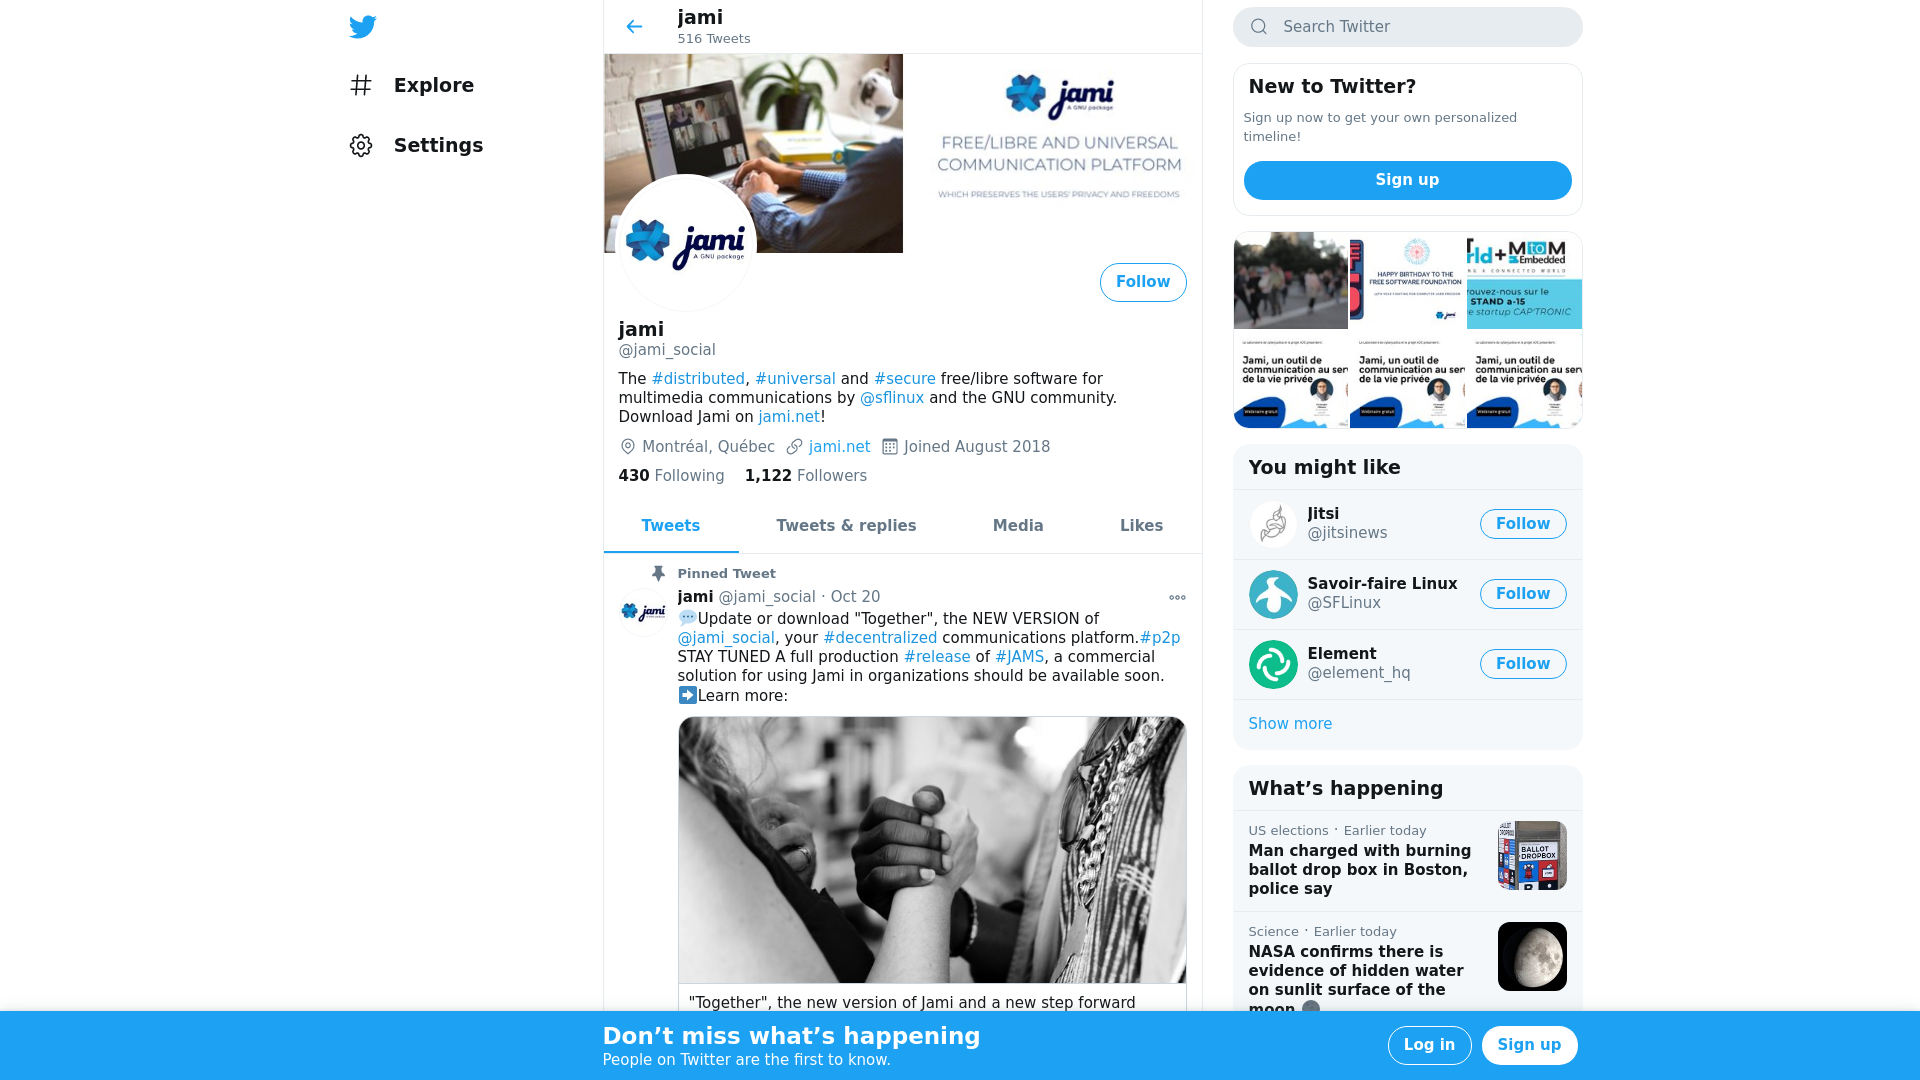 Explore
Settings
jami
516 Tweets
jami
A GNU package
FREE/LIBRE AND UNIVERSAL
COMMUNICATION PLATFORM
WHICH PRESERVES THE USERS' PRIVACY AND FREEDOMS
jami
A GNU package
Follow
jami
@jami_social
The #distributed, #universal and #secure free/libre software for
multimedia communications by @sflinux and the GNU community.
Download Jami on jami.net!
Montréal, Québec jami.net Joined August 2018
430 Following 1,122 Followers
Tweets Tweets & replies Media Likes
Pinned Tweet
jami @jami_social · Oct 20
jami
💬Update or download "Together", the NEW VERSION of
@jami_social, your #decentralized communications platform.#p2p
STAY TUNED A full production #release of #JAMS, a commercial
solution for using Jami in organizations should be available soon.
➡Learn more:
"Together", the new version of Jami and a new step forward
Search Twitter
New to Twitter?
Sign up now to get your own personalized
timeline!
Sign up
HAPPY BIRTHDAY TO THE
FREE SOFTWARE FOUNDATION
jami
rld+MtoM
Embedded
NG A CONNECTED WORLD
rouvez-nous sur le
STAND a-15
e startup CAP'TRONIC
Jami, un outil de
communication au ser
de la vie privée
Webinaire gratuit
Jami, un outil de
communication au ser
de la vie privée
Webinaire gratuit
Jami, un outil de
communication au ser
de la vie privée
Webinaire gratuit
You might like
Jitsi
@jitsinews
Follow
Savoir-faire Linux
@SFLinux
Follow
Element
@element_hq
Follow
Show more
What’s happening
US elections · Earlier today
Man charged with burning
ballot drop box in Boston,
police say
BALLOT
DROPBOX
Science · Earlier today
NASA confirms there is
evidence of hidden water
on sunlit surface of the
moon
Don’t miss what’s happening
People on Twitter are the first to know.
Log in
Sign up